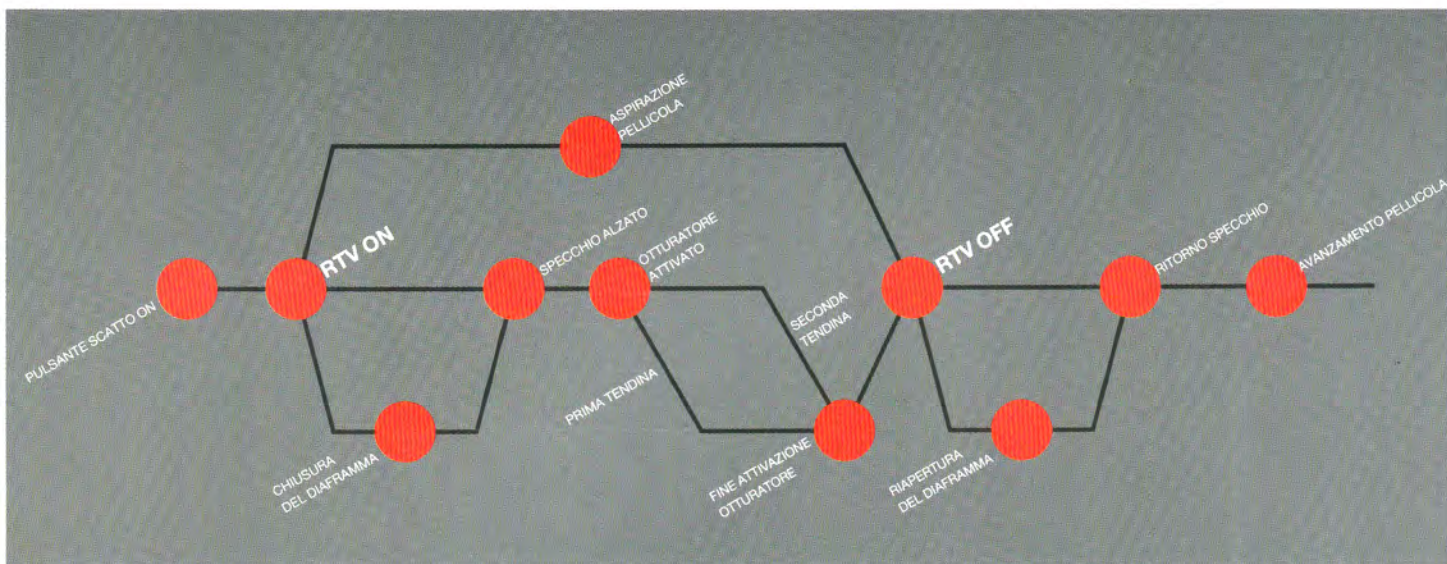 PULSANTE SCATTO ON
RTV ON
ASPIRAZIONE
PELLICOLA
CHIUSURA
DEL DIAFRAMMA
SPECCHIO ALZATO
OTTURATORE
ATTIVATO
PRIMA TENDINA
SECONDA
TENDINA
FINE ATTIVAZIONE
OTTURATORE
RTV OFF
RIAPERTURA
DEL DIAFRAMMA
RITORNO SPECCHIO
AVANZAMENTO PELLICOLA